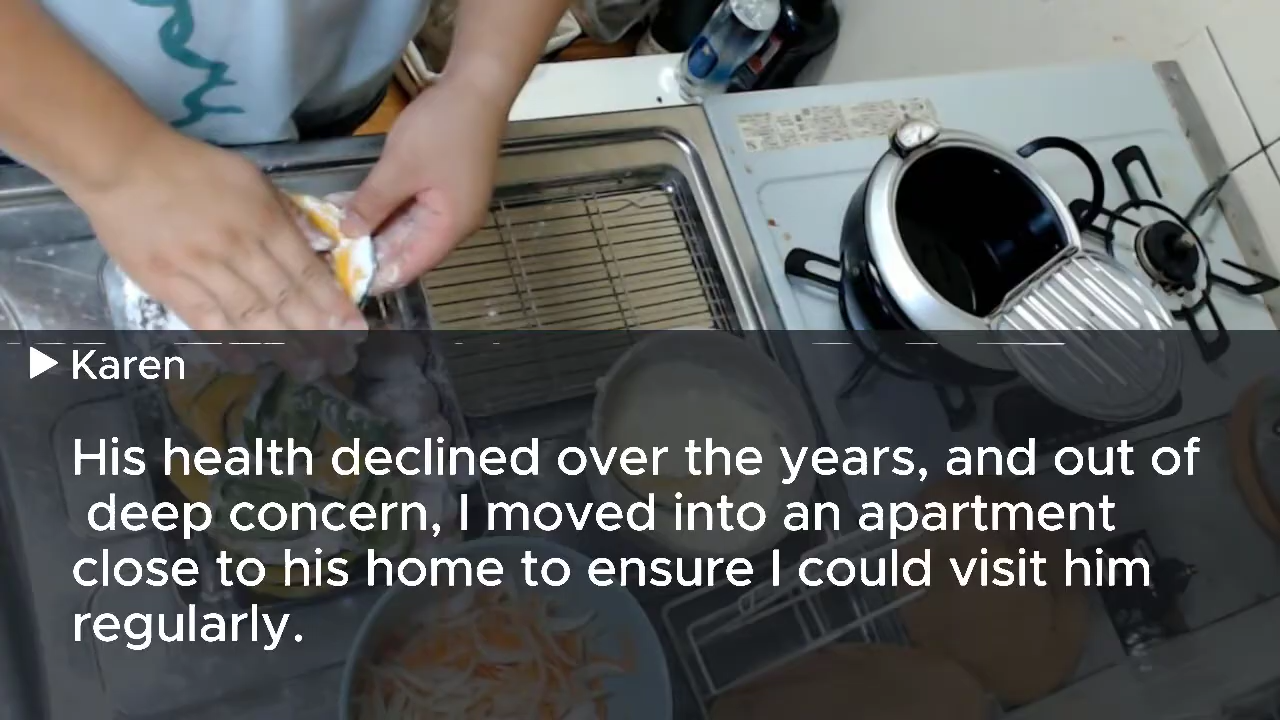 ▶ Karen
His health declined over the years, and out of
deep concern, I moved into an apartment
close to his home to ensure I could visit him
regularly.